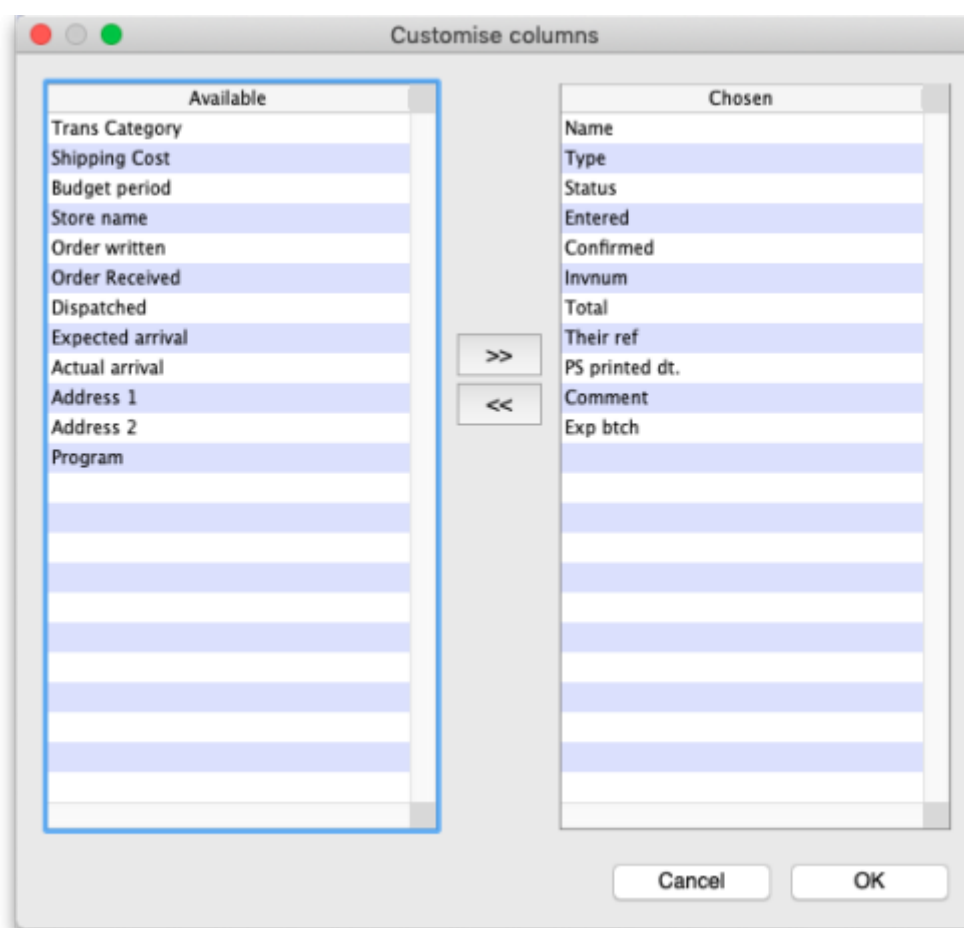 Customise columns
Available
Trans Category
Shipping Cost
Budget period
Store name
Order written
Order Received
Dispatched
Expected arrival
Actual arrival
Address 1
Address 2
Program
>>
<<
Chosen
Name
Type
Status
Entered
Confirmed
Invnum
Total
Their ref
PS printed dt.
Comment
Exp btch
Cancel
OK